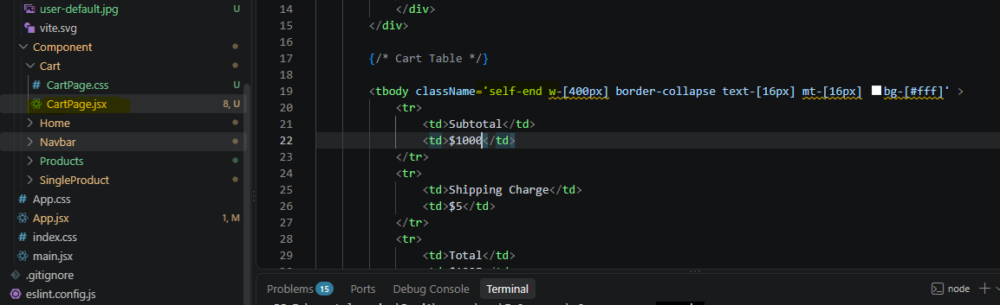 user-default.jpg U
vite.svg
Component
Cart
CartPage.css U
CartPage.jsx 8, U
Home
Navbar
Products
SingleProduct
App.css
App.jsx 1, M
index.css
main.jsx
.gitignore
eslint.config.js
14 </div>
15 </div>
16
17 {/* Cart Table */}
18
19 <tbody className='self-end w-[400px] border-collapse text-[16px] mt-[16px] bg-[#fff]' >
20 <tr>
21 <td>Subtotal</td>
22 <td>$1000</td>
23 </tr>
24 <tr>
25 <td>Shipping Charge</td>
26 <td>$5</td>
27 </tr>
28 <tr>
29 <td>Total</td>
Problems 15 Ports Debug Console Terminal node